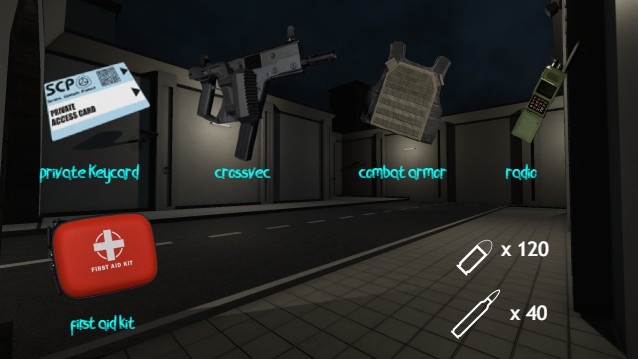 SCP
PRIVATE
ACCESS CARD
private Keycard
crossvec
combat armor
radio
FIRST AID KIT
first aid kit
x 120
x 40